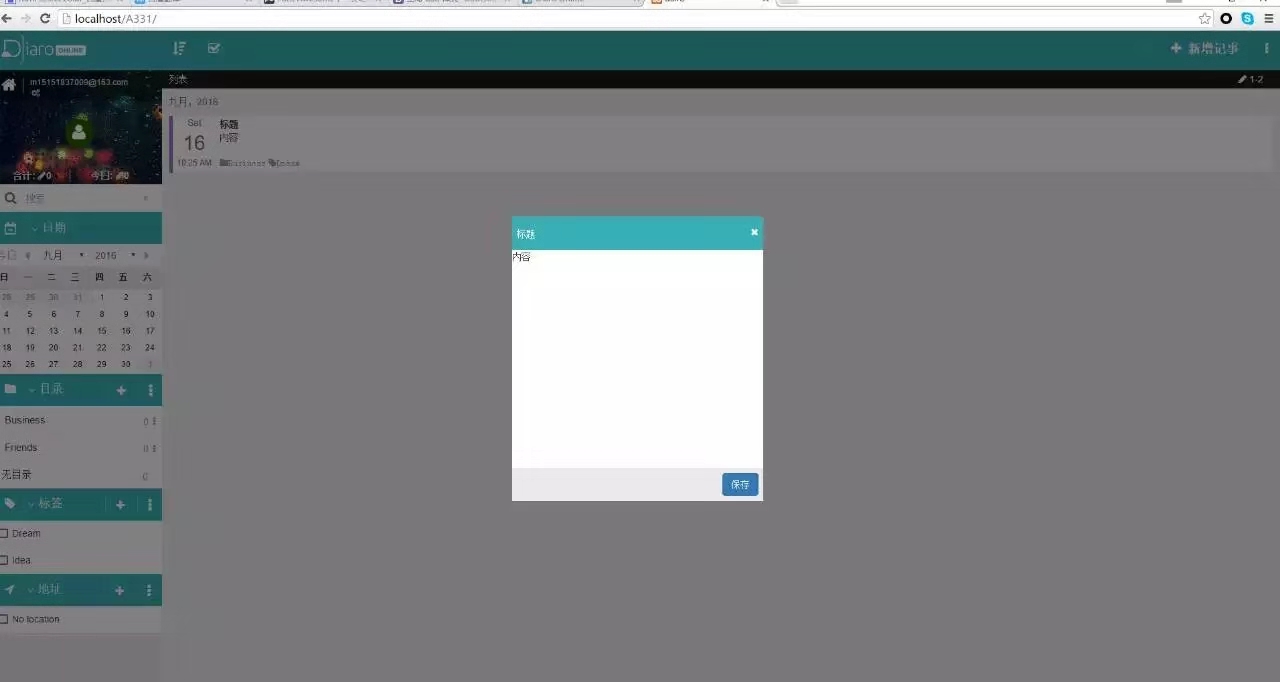 localhost/A331/
Diaro ONLINE
新增记事
m15151837009@163.com
列表
1-2
九月, 2016
Sat
16
10:25 AM
标题
内容
合计: 0
今日: 0
搜索
日期
今日 九月 2016
日 一 二 三 四 五 六
28 29 30 31 1 2 3
4 5 6 7 8 9 10
11 12 13 14 15 16 17
18 19 20 21 22 23 24
25 26 27 28 29 30 1
目录
Business 0
Friends 0
无目录 0
标签
Dream
Idea
地址
No location
标题
内容
保存